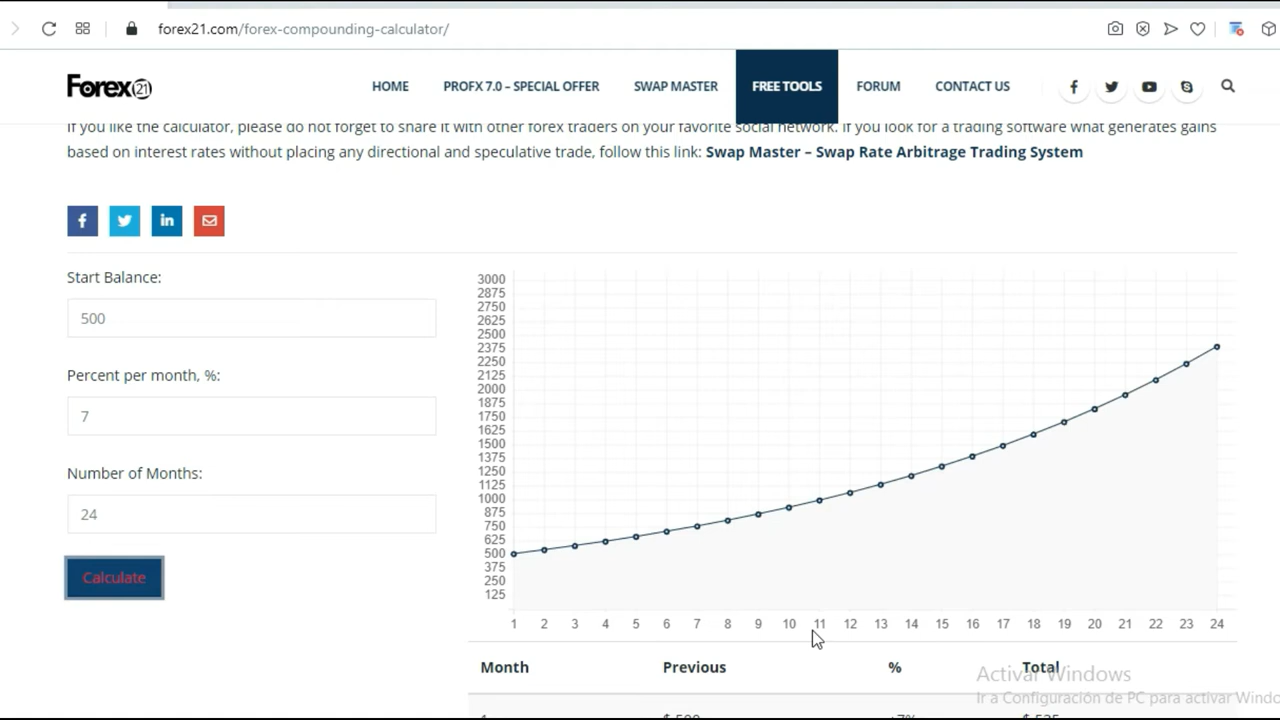 forex21.com/forex-compounding-calculator/
Forex21
HOME
PROFX 7.0 – SPECIAL OFFER
SWAP MASTER
FREE TOOLS
FORUM
CONTACT US
If you like the calculator, please do not forget to share it with other forex traders on your favorite social network. If you look for a trading software what generates gains
based on interest rates without placing any directional and speculative trade, follow this link: Swap Master – Swap Rate Arbitrage Trading System
Start Balance:
500
Percent per month, %:
7
Number of Months:
24
Calculate
3000
2875
2750
2625
2500
2375
2250
2125
2000
1875
1750
1625
1500
1375
1250
1125
1000
875
750
625
500
375
250
125
1 2 3 4 5 6 7 8 9 10 11 12 13 14 15 16 17 18 19 20 21 22 23 24
Month Previous % Total
Activar Windows
Ir a Configuración de PC para activar Windo